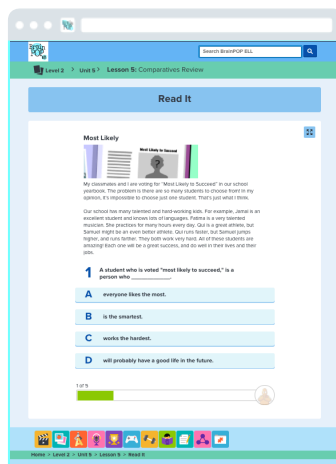 Brain
POP
Search BrainPOP ELL
Level 2 > Unit 5 > Lesson 5: Comparatives Review
Read It
Most Likely
Most Likely to Succeed
My classmates and I are voting for "Most Likely to Succeed" in our school
yearbook. The problem is there are so many students to choose from! In my
opinion, it's impossible to choose just one student. That's just what I think.
Our school has many talented and hard-working kids. For example, Jamal is an
excellent student and knows lots of languages. Fatima is a very talented
musician. She practices for many hours every day. Qui is a great athlete, but
Samuel might be an even better athlete. Qui runs faster, but Samuel jumps
higher, and runs farther. They both work very hard. All of these students are
amazing! Each one will be a great success, and do well in their lives and their
jobs.
1 A student who is voted "most likely to succeed," is a
person who ____________.
A everyone likes the most.
B is the smartest.
C works the hardest.
D will probably have a good life in the future.
1 of 5
Home > Level 2 > Unit 5 > Lesson 5 > Read It